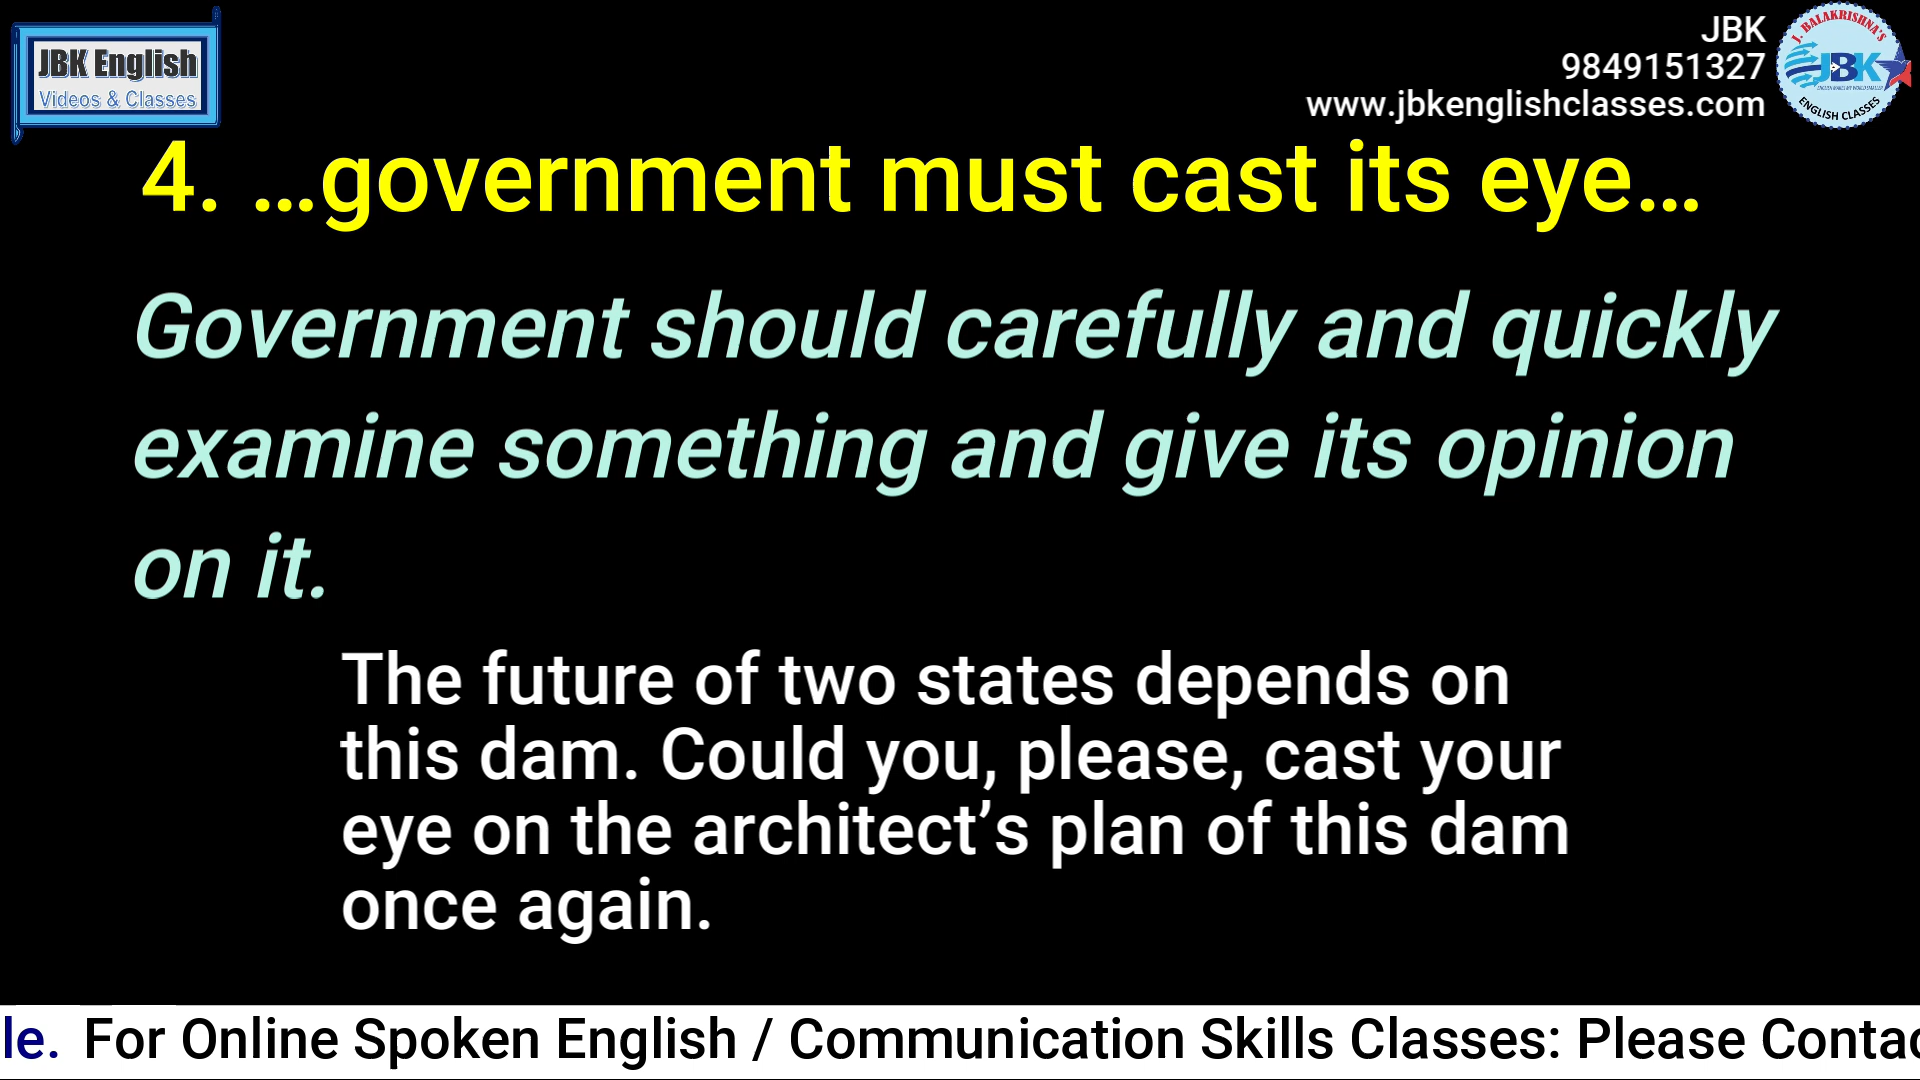 JBK English
Videos & Classes
JBK
9849151327
www.jbkenglishclasses.com
J. BALAKRISHNA'S
JBK
ENGLISH CLASSES
4. ...government must cast its eye...
Government should carefully and quickly
examine something and give its opinion
on it.
The future of two states depends on
this dam. Could you, please, cast your
eye on the architect’s plan of this dam
once again.
le. For Online Spoken English / Communication Skills Classes: Please Contac